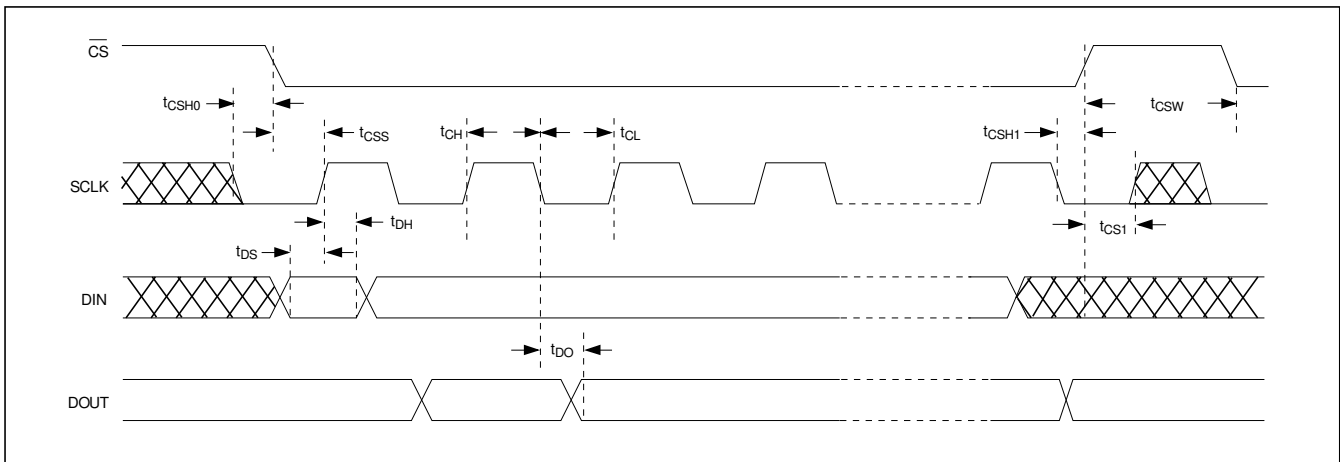 CS
tCSH0
tCSS
tCH
tCL
tCSH1
tCSW
SCLK
tDH
tCS1
tDS
DIN
tDO
DOUT